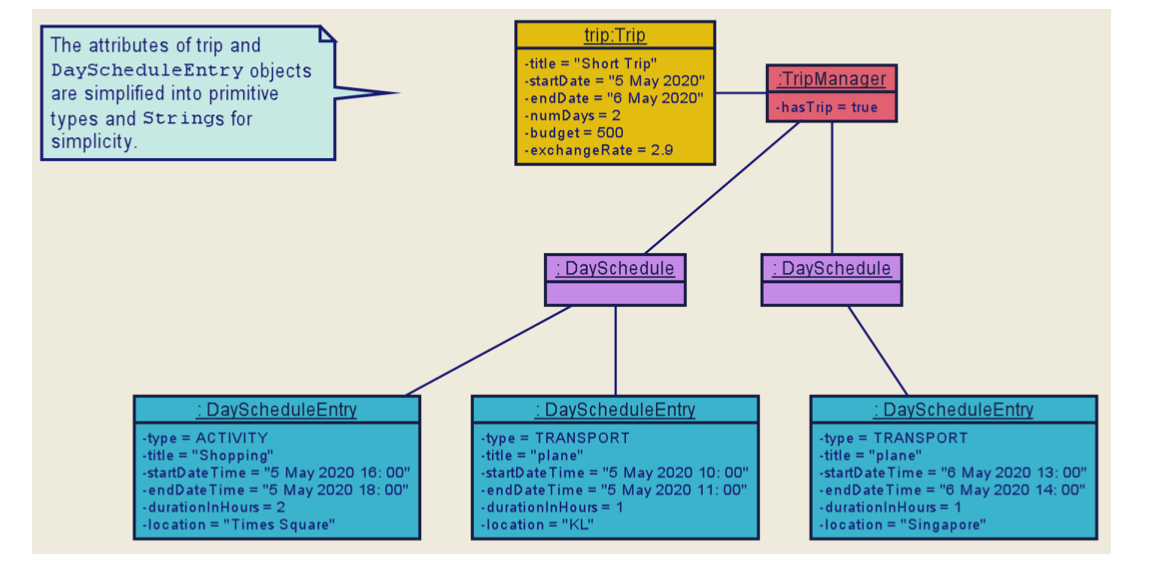 The attributes of trip and
DayScheduleEntry objects
are simplified into primitive
types and Strings for
simplicity.
trip:Trip
-title = "Short Trip"
-startDate = "5 May 2020"
-endDate = "6 May 2020"
-numDays = 2
-budget = 500
-exchangeRate = 2.9
:TripManager
-hasTrip = true
: DaySchedule
: DaySchedule
: DayScheduleEntry
-type = ACTIVITY
-title = "Shopping"
-startDateTime = "5 May 2020 16:00"
-endDateTime = "5 May 2020 18:00"
-durationInHours = 2
-location = "Times Square"
: DayScheduleEntry
-type = TRANSPORT
-title = "plane"
-startDateTime = "5 May 2020 10:00"
-endDateTime = "5 May 2020 11:00"
-durationInHours = 1
-location = "KL"
: DayScheduleEntry
-type = TRANSPORT
-title = "plane"
-startDateTime = "6 May 2020 13:00"
-endDateTime = "6 May 2020 14:00"
-durationInHours = 1
-location = "Singapore"